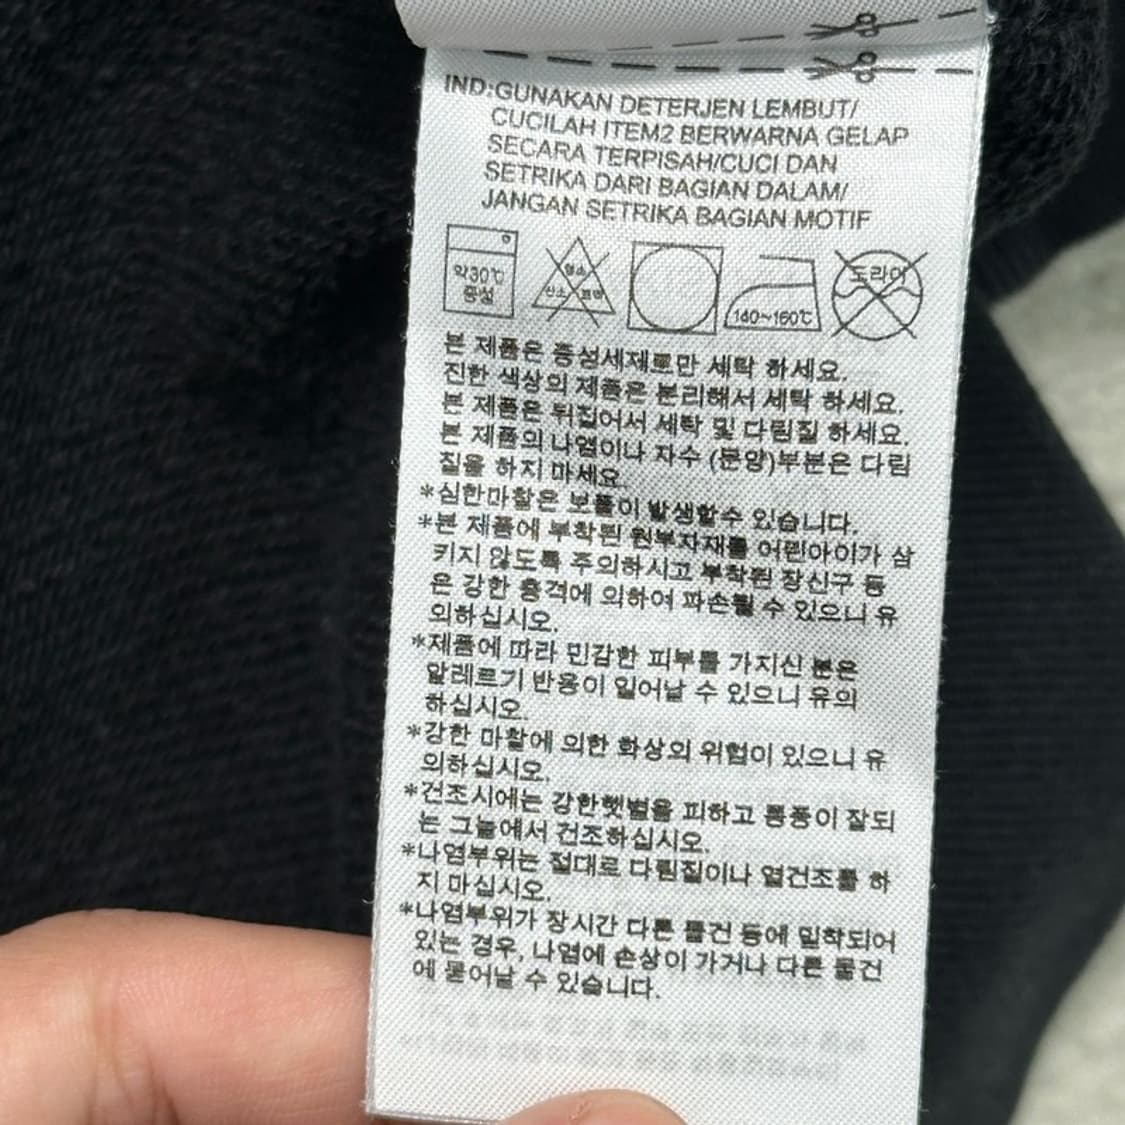 IND:GUNAKAN DETERJEN LEMBUT/
CUCILAH ITEM2 BERWARNA GELAP
SECARA TERPISAH/CUCI DAN
SETRIKA DARI BAGIAN DALAM/
JANGAN SETRIKA BAGIAN MOTIF
약30℃
중성
염소
산소 표백
140~160℃
드라이
본 제품은 중성세제로만 세탁 하세요.
진한 색상의 제품은 분리해서 세탁 하세요.
본 제품은 뒤집어서 세탁 및 다림질 하세요.
본 제품의 나염이나 자수 (문양)부분은 다림
질을 하지 마세요.
*심한마찰은 보풀이 발생할수 있습니다.
*본 제품에 부착된 원부자재를 어린아이가 삼
키지 않도록 주의하시고 부착된 장신구 등
은 강한 충격에 의하여 파손될 수 있으니 유
의하십시오.
*제품에 따라 민감한 피부를 가지신 분은
알레르기 반응이 일어날 수 있으니 유의
하십시오.
*강한 마찰에 의한 화상의 위험이 있으니 유
의하십시오.
*건조시에는 강한햇볕을 피하고 통풍이 잘되
는 그늘에서 건조하십시오.
*나염부위는 절대로 다림질이나 열건조를 하
지 마십시오.
*나염부위가 장시간 다른 물건 등에 밀착되어
있는 경우, 나염에 손상이 가거나 다른 물건
에 묻어날 수 있습니다.